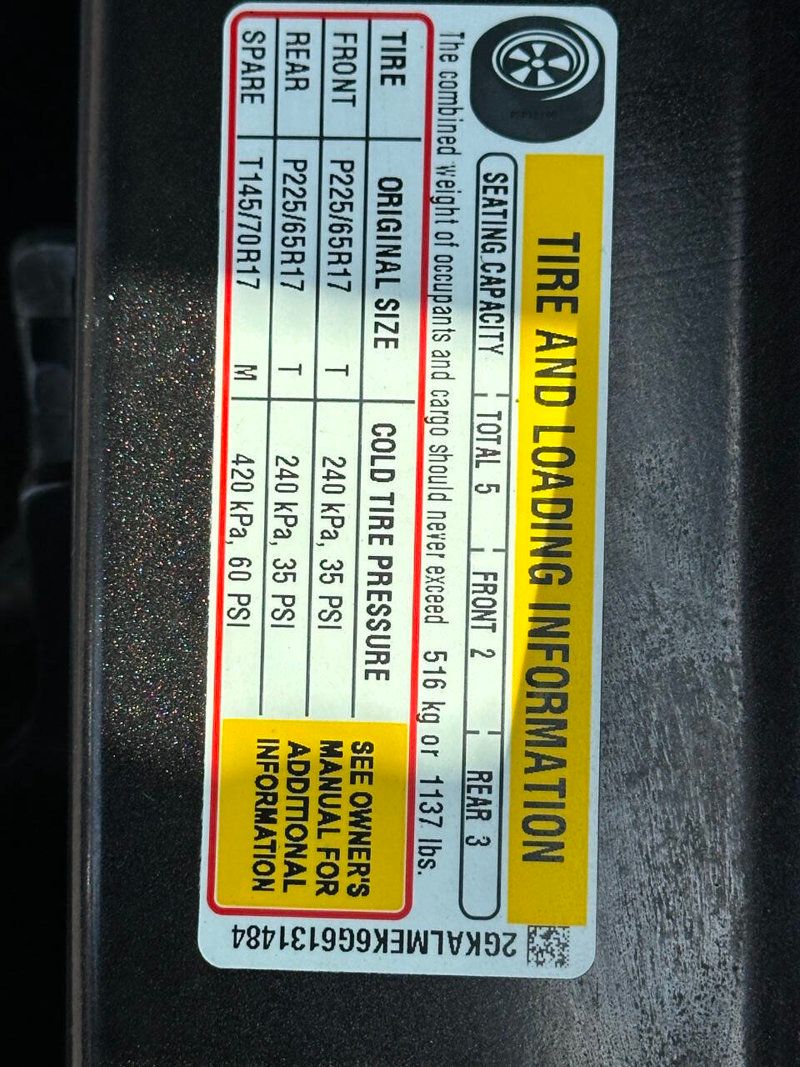 TIRE AND LOADING INFORMATION
SEATING CAPACITY TOTAL 5 FRONT 2 REAR 3
The combined weight of occupants and cargo should never exceed 516 kg or 1137 lbs.
TIRE ORIGINAL SIZE COLD TIRE PRESSURE
FRONT P225/65R17 T 240 kPa, 35 PSI
REAR P225/65R17 T 240 kPa, 35 PSI
SPARE T145/70R17 M 420 kPa, 60 PSI
SEE OWNER'S
MANUAL FOR
ADDITIONAL
INFORMATION
2GKALMEK6G6131484